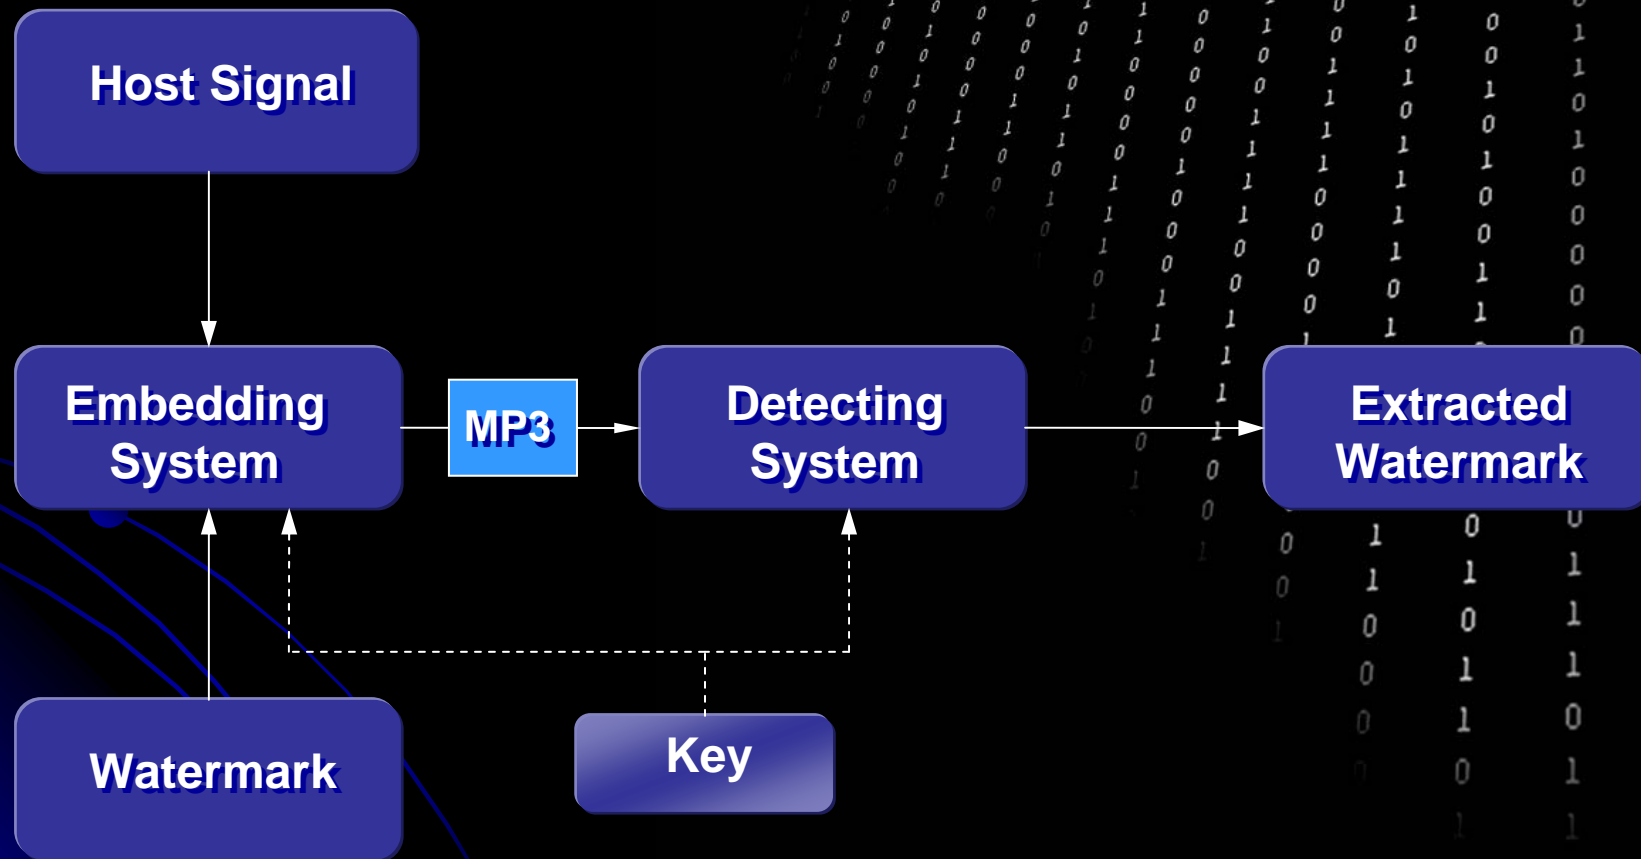 Host Signal
Embedding
System
MP3
Detecting
System
Extracted
Watermark
Watermark
Key